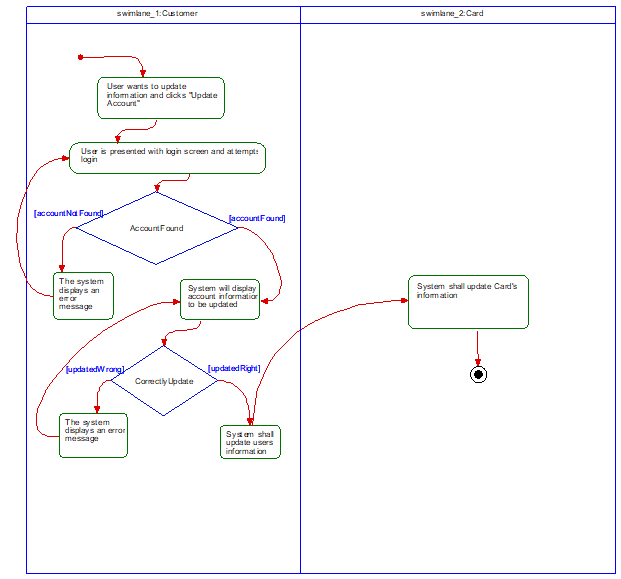 swimlane_1:Customer
swimlane_2:Card
User wants to update
information and clicks "Update
Account"
User is presented with login screen and attempts
login
[accountNotFound]
[accountFound]
AccountFound
The system
displays an
error
message
System will display
account information
to be updated
System shall update Card's
information
[updatedWrong]
[updatedRight]
CorrectlyUpdate
The system
displays an error
message
System shall
update users
information